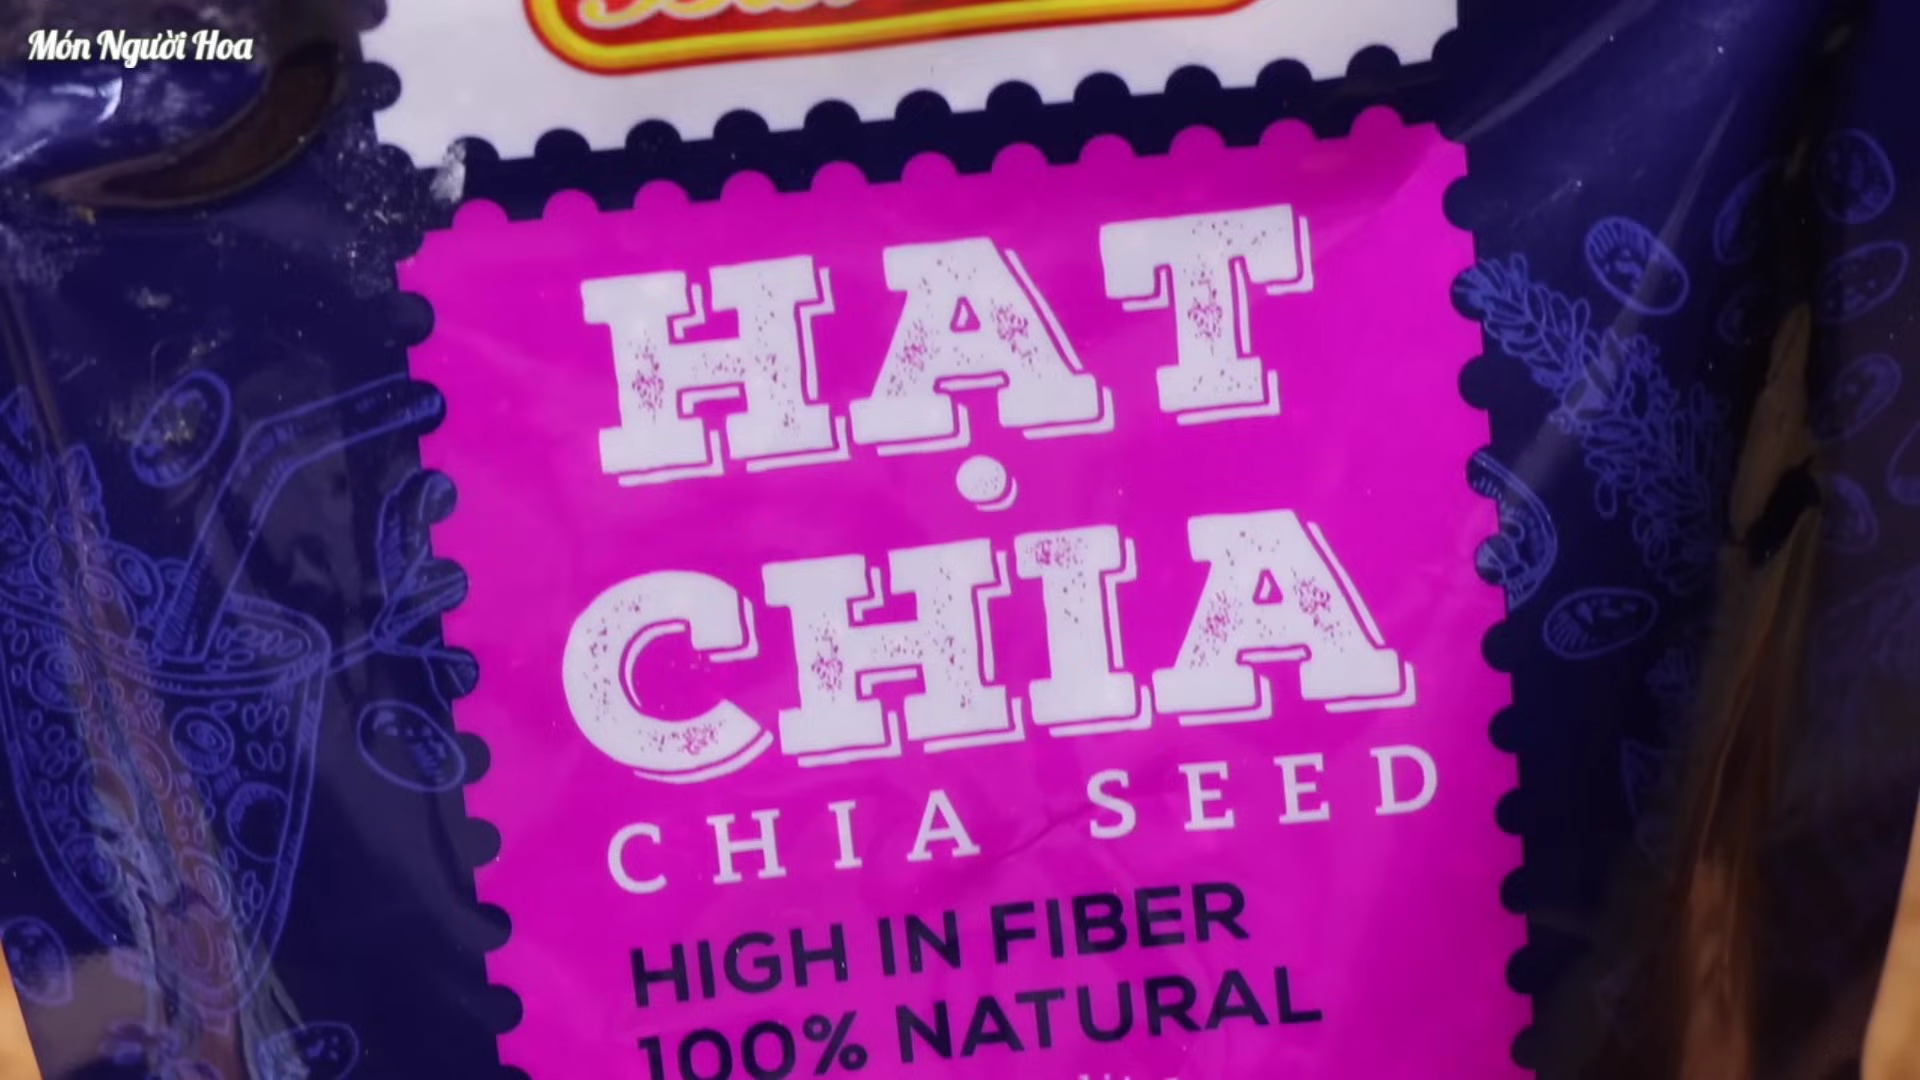 Món Người Hoa
HẠT
CHIA
CHIA SEED
HIGH IN FIBER
100% NATURAL